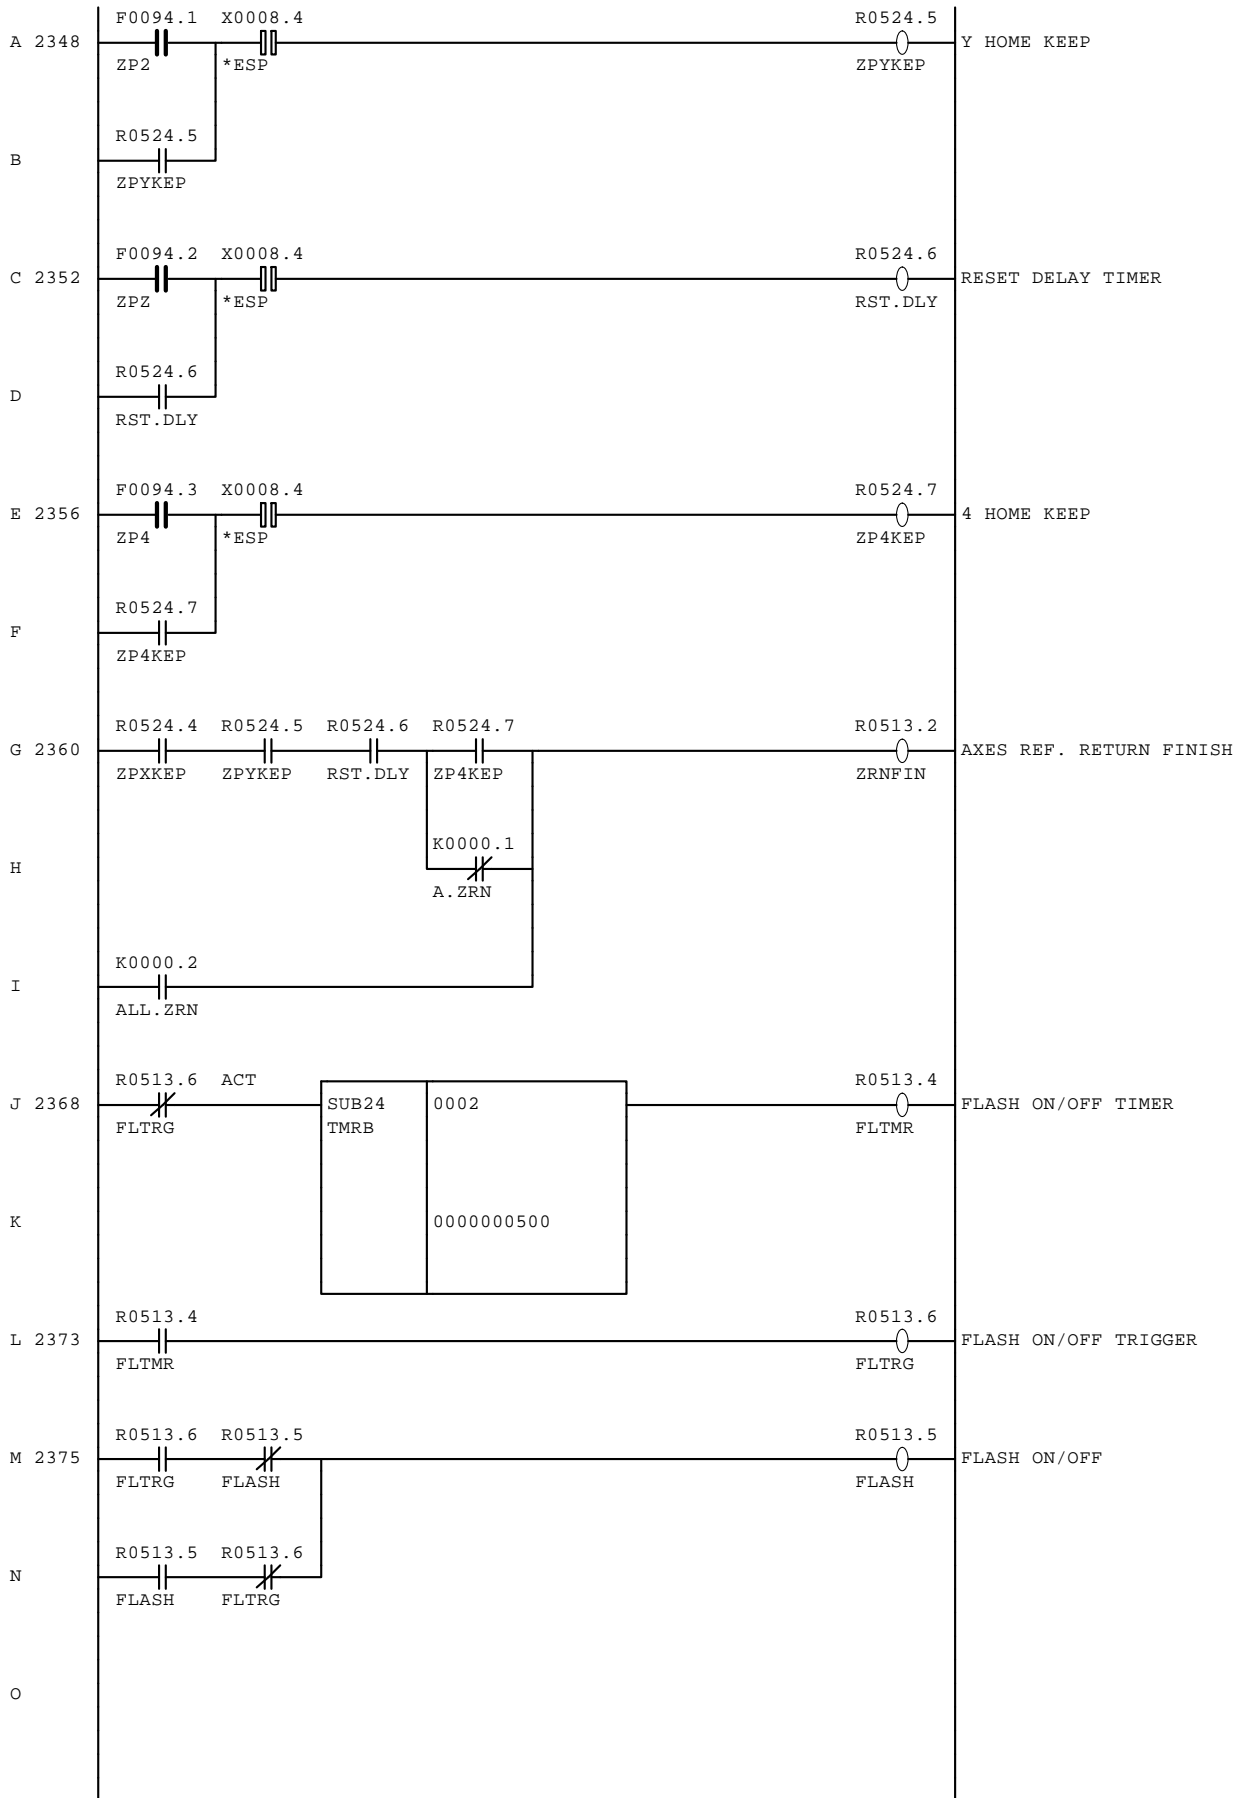 F0094.1 X0008.4 R0524.5
A 2348 Y HOME KEEP
ZP2 *ESP ZPYKEP
R0524.5
B
ZPYKEP
F0094.2 X0008.4 R0524.6
C 2352 RESET DELAY TIMER
ZPZ *ESP RST.DLY
R0524.6
D
RST.DLY
F0094.3 X0008.4 R0524.7
E 2356 4 HOME KEEP
ZP4 *ESP ZP4KEP
R0524.7
F
ZP4KEP
R0524.4 R0524.5 R0524.6 R0524.7 R0513.2
G 2360 AXES REF. RETURN FINISH
ZPXKEP ZPYKEP RST.DLY ZP4KEP ZRNFIN
K0000.1
H
A.ZRN
K0000.2
I
ALL.ZRN
R0513.6 ACT R0513.4
J 2368 SUB24 0002 FLASH ON/OFF TIMER
FLTRG TMRB FLTMR
K 0000000500
R0513.4 R0513.6
L 2373 FLASH ON/OFF TRIGGER
FLTMR FLTRG
R0513.6 R0513.5 R0513.5
M 2375 FLASH ON/OFF
FLTRG FLASH FLASH
R0513.5 R0513.6
N
FLASH FLTRG
O